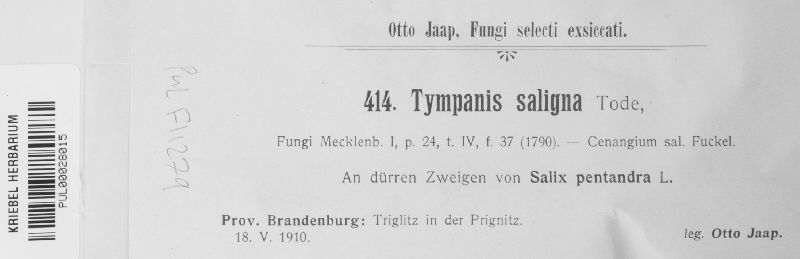 Otto Jaap, Fungi selecti exsiccati.
414. Tympanis saligna Tode,
Fungi Mecklenb. I, p. 24, t. IV, f. 37 (1790). — Cenangium sal. Fuckel.
An dürren Zweigen von Salix pentandra L.
Prov. Brandenburg: Triglitz in der Prignitz.
18. V. 1910.
leg. Otto Jaap.
KRIEBEL HERBARIUM
PUL00028015
PUL F11279